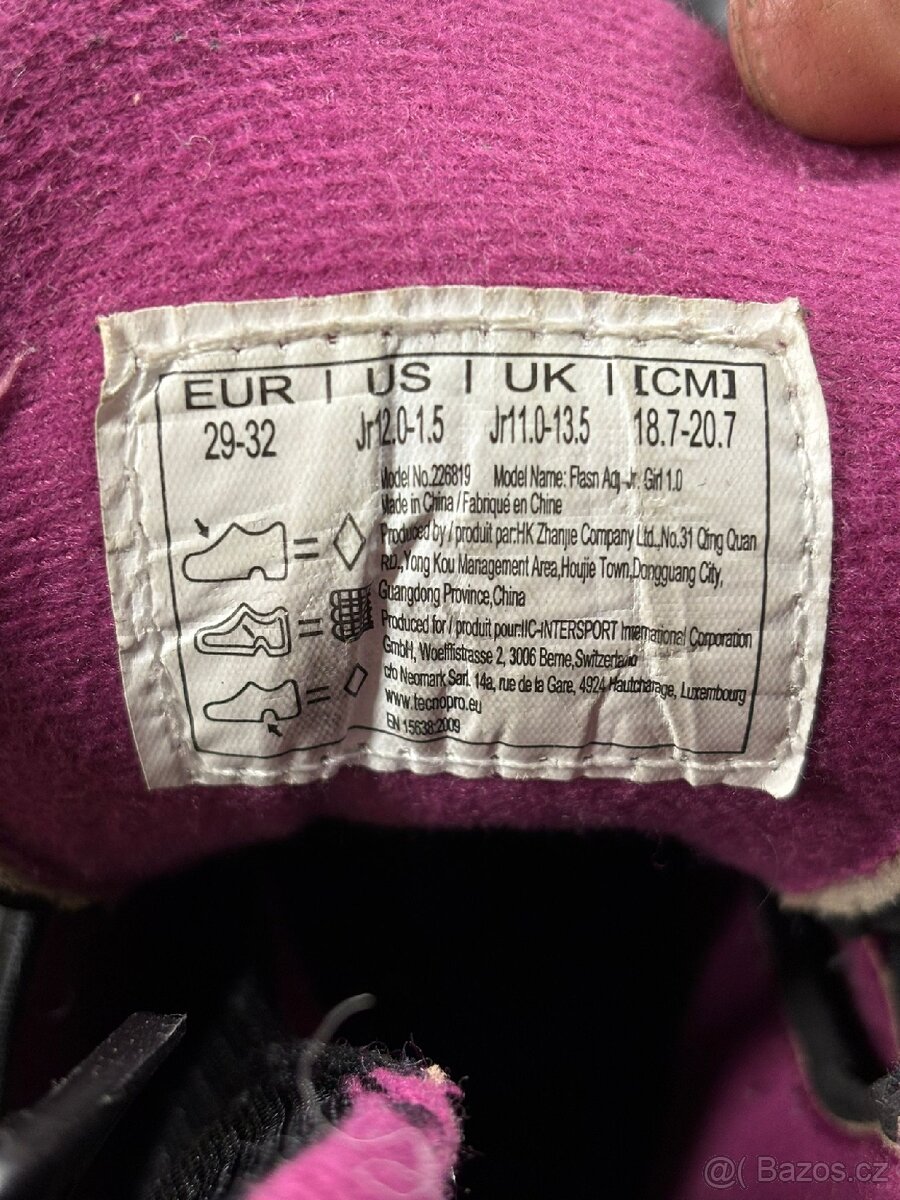 EUR | US | UK | [CM]
29-32 Jr12.0-1.5 Jr11.0-13.5 18.7-20.7
Model No.226819 Model Name: Flasn Adj Jr. Girl 1.0
Made in China / Fabriqué en Chine
Produced by / produit par:HK Zhanjie Company Ltd.,No.31 Qing Quan
RD.,Yong Kou Management Area,Houjie Town,Dongguang City,
Guangdong Province,China
Produced for / produit pour:IIC-INTERSPORT International Corporation
GmbH, Woelflistrasse 2, 3006 Berne,Switzerland
c/o Neomark Sarl. 14a, rue de la Gare, 4924 Hautcharage, Luxembourg
www.tecnopro.eu
EN 15638:2009
@( Bazos.cz